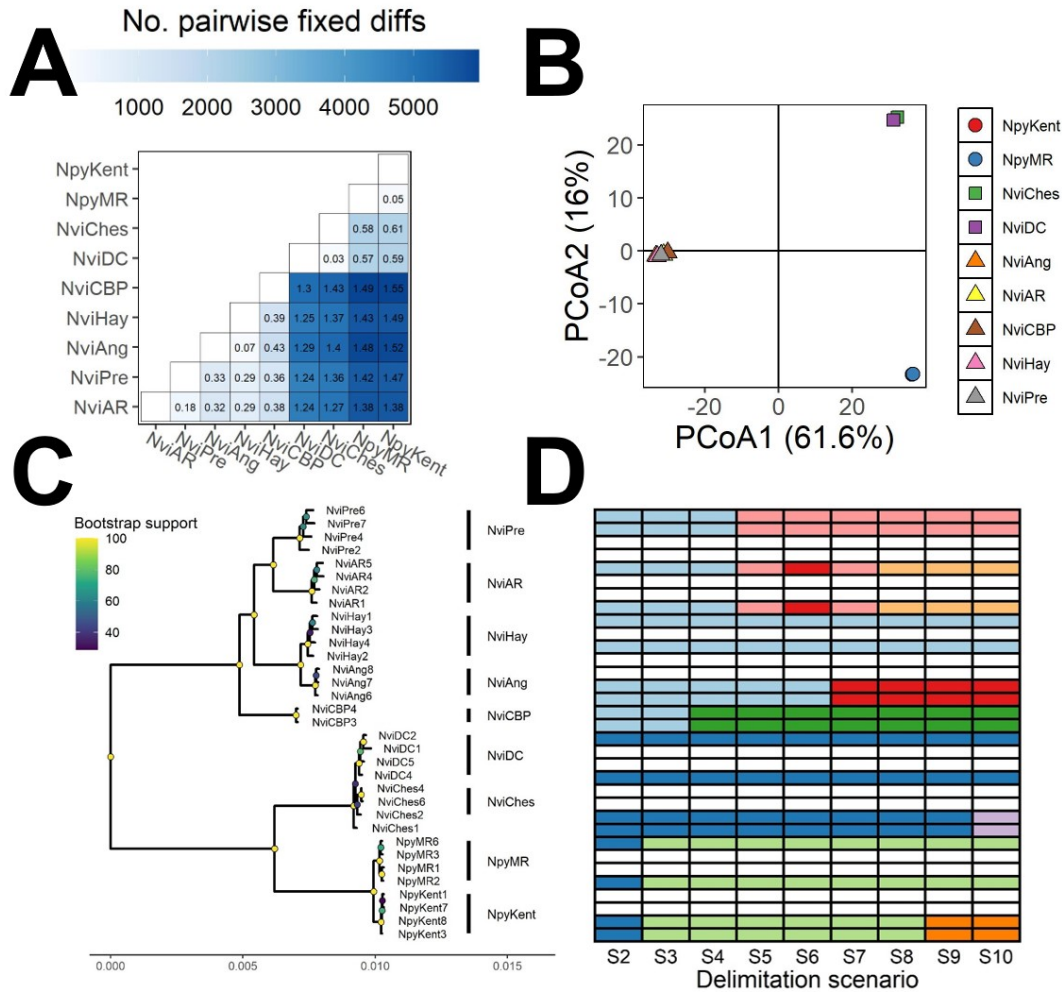 A
No. pairwise fixed diffs
1000 2000 3000 4000 5000
NpyKent
NpyMR 0.05
NviChes 0.58 0.61
NviDC 0.03 0.57 0.59
NviCBP 1.3 1.43 1.49 1.55
NviHay 0.39 1.25 1.37 1.43 1.49
NviAng 0.07 0.43 1.29 1.4 1.48 1.52
NviPre 0.33 0.29 0.36 1.24 1.36 1.42 1.47
NviAR 0.18 0.32 0.29 0.38 1.24 1.27 1.38 1.38
NviAR NviPre NviAng NviHay NviCBP NviDC NviChes NpyMR NpyKent
B
PCoA2 (16%)
20
10
0
-10
-20
-20 0 20
PCoA1 (61.6%)
NpyKent
NpyMR
NviChes
NviDC
NviAng
NviAR
NviCBP
NviHay
NviPre
C
Bootstrap support
100
80
60
40
NviPre6
NviPre7
NviPre4
NviPre2
NviAR5
NviAR4
NviAR2
NviAR1
NviHay1
NviHay3
NviHay4
NviHay2
NviAng8
NviAng7
NviAng6
NviCBP4
NviCBP3
NviDC2
NviDC1
NviDC5
NviDC4
NviChes4
NviChes6
NviChes2
NviChes1
NpyMR6
NpyMR3
NpyMR1
NpyMR2
NpyKent1
NpyKent7
NpyKent8
NpyKent3
NviPre
NviAR
NviHay
NviAng
NviCBP
NviDC
NviChes
NpyMR
NpyKent
0.000 0.005 0.010 0.015
D
S2 S3 S4 S5 S6 S7 S8 S9 S10
Delimitation scenario